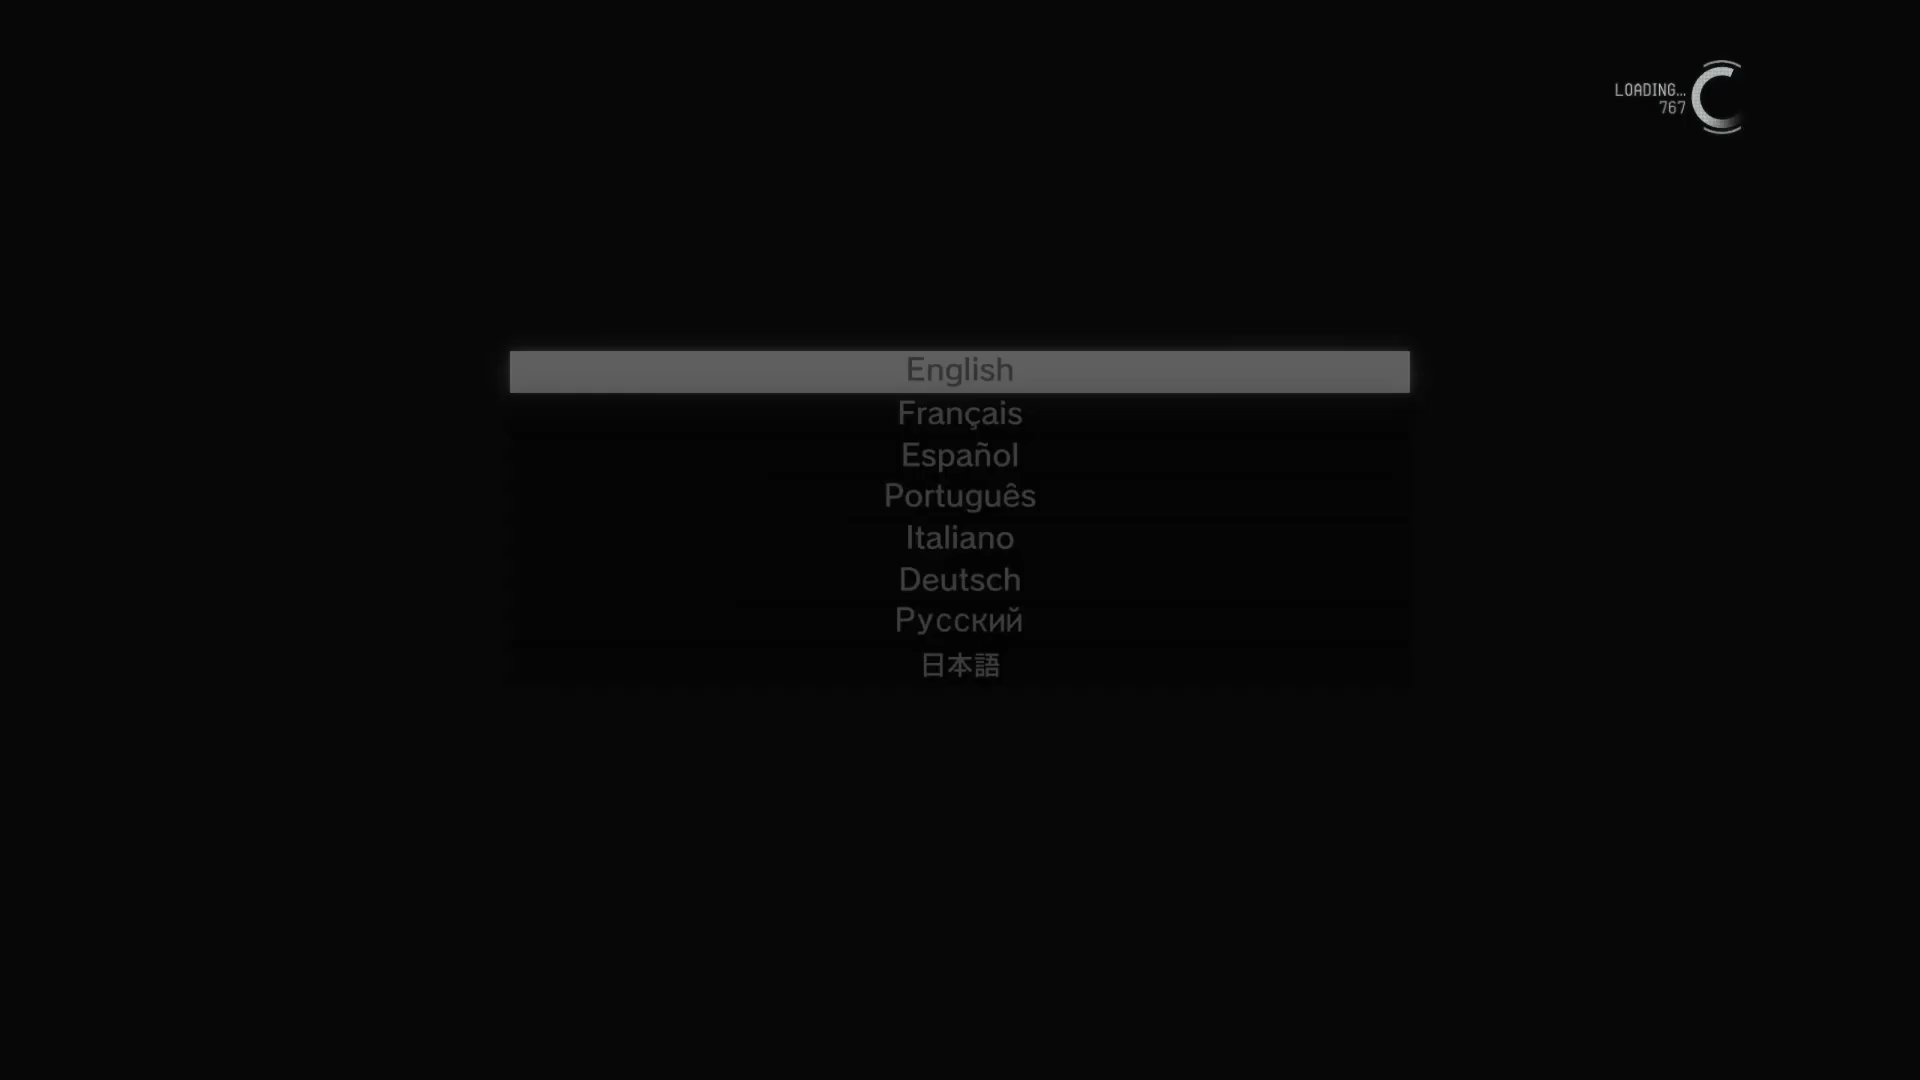 LOADING...
767
English
Français
Español
Português
Italiano
Deutsch
Русский
日本語